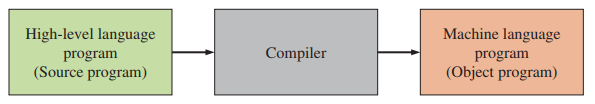 High-level language
program
(Source program)
Compiler
Machine language
program
(Object program)